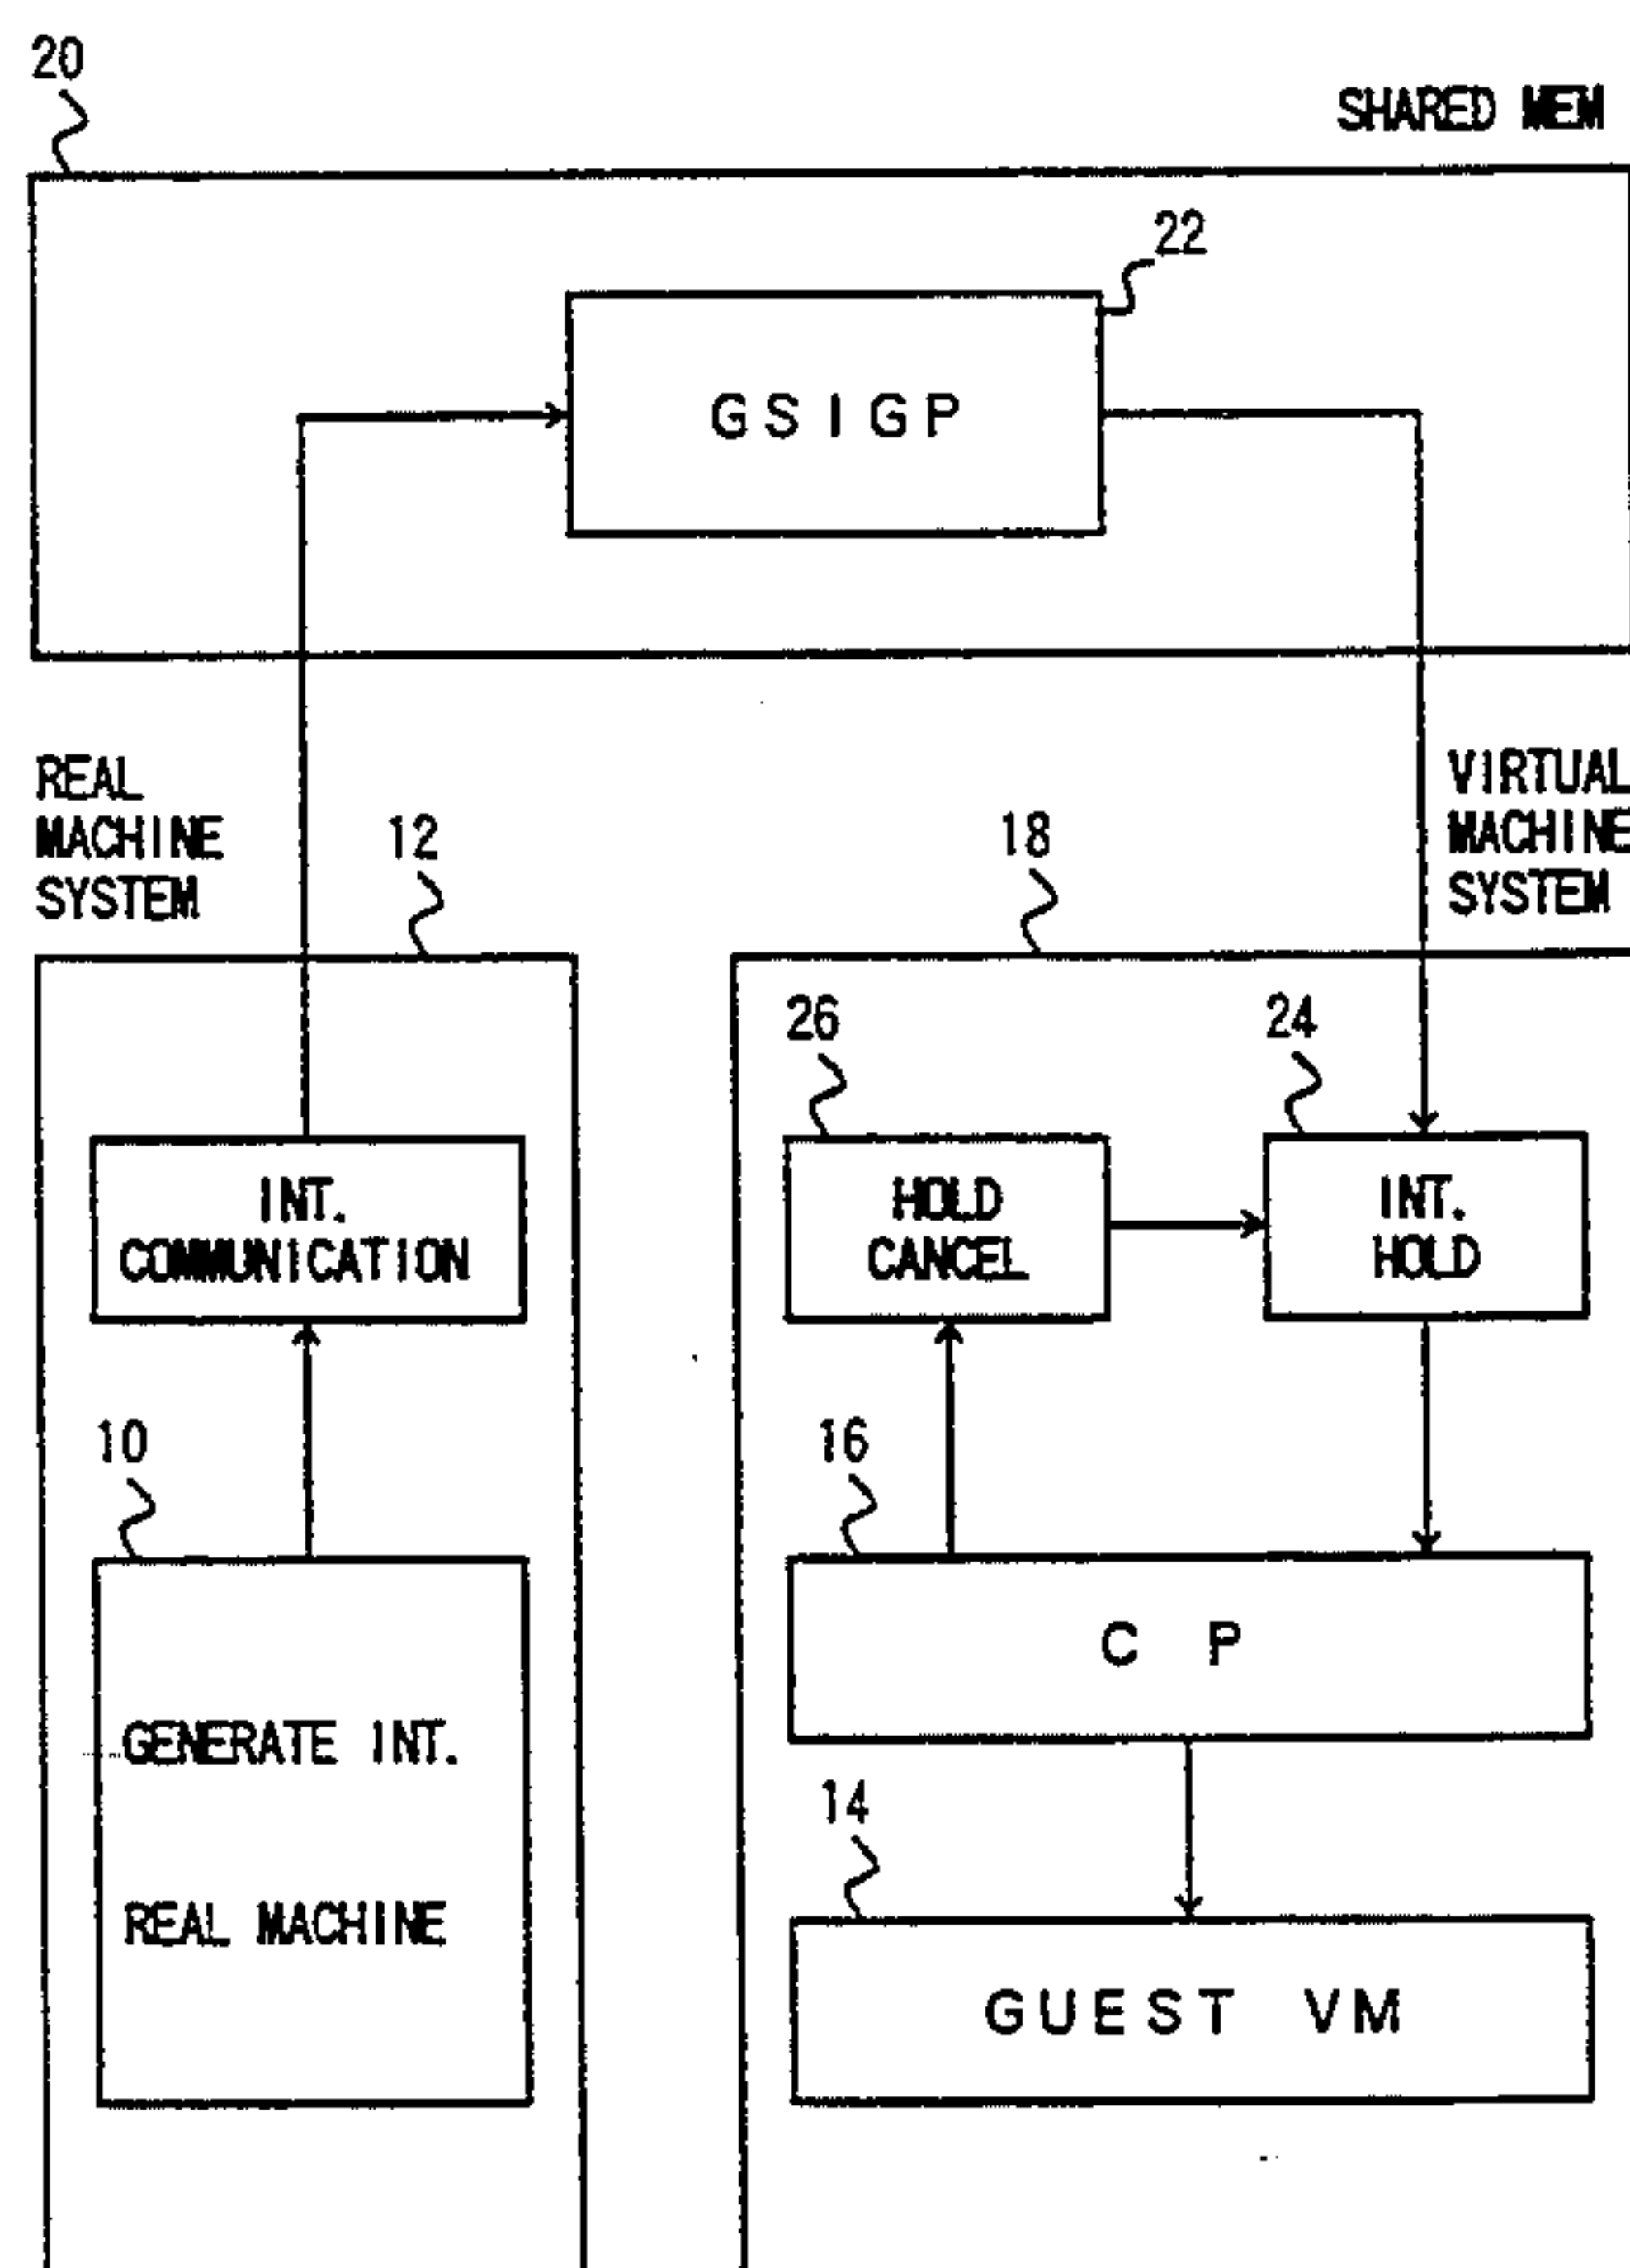 20
SHARED MEM
22
GSIGP
REAL
MACHINE
SYSTEM
12
18
VIRTUAL
MACHINE
SYSTEM
26
24
INT.
COMMUNICATION
HOLD
CANCEL
INT.
HOLD
10
16
CP
GENERATE INT.
REAL MACHINE
14
GUEST VM